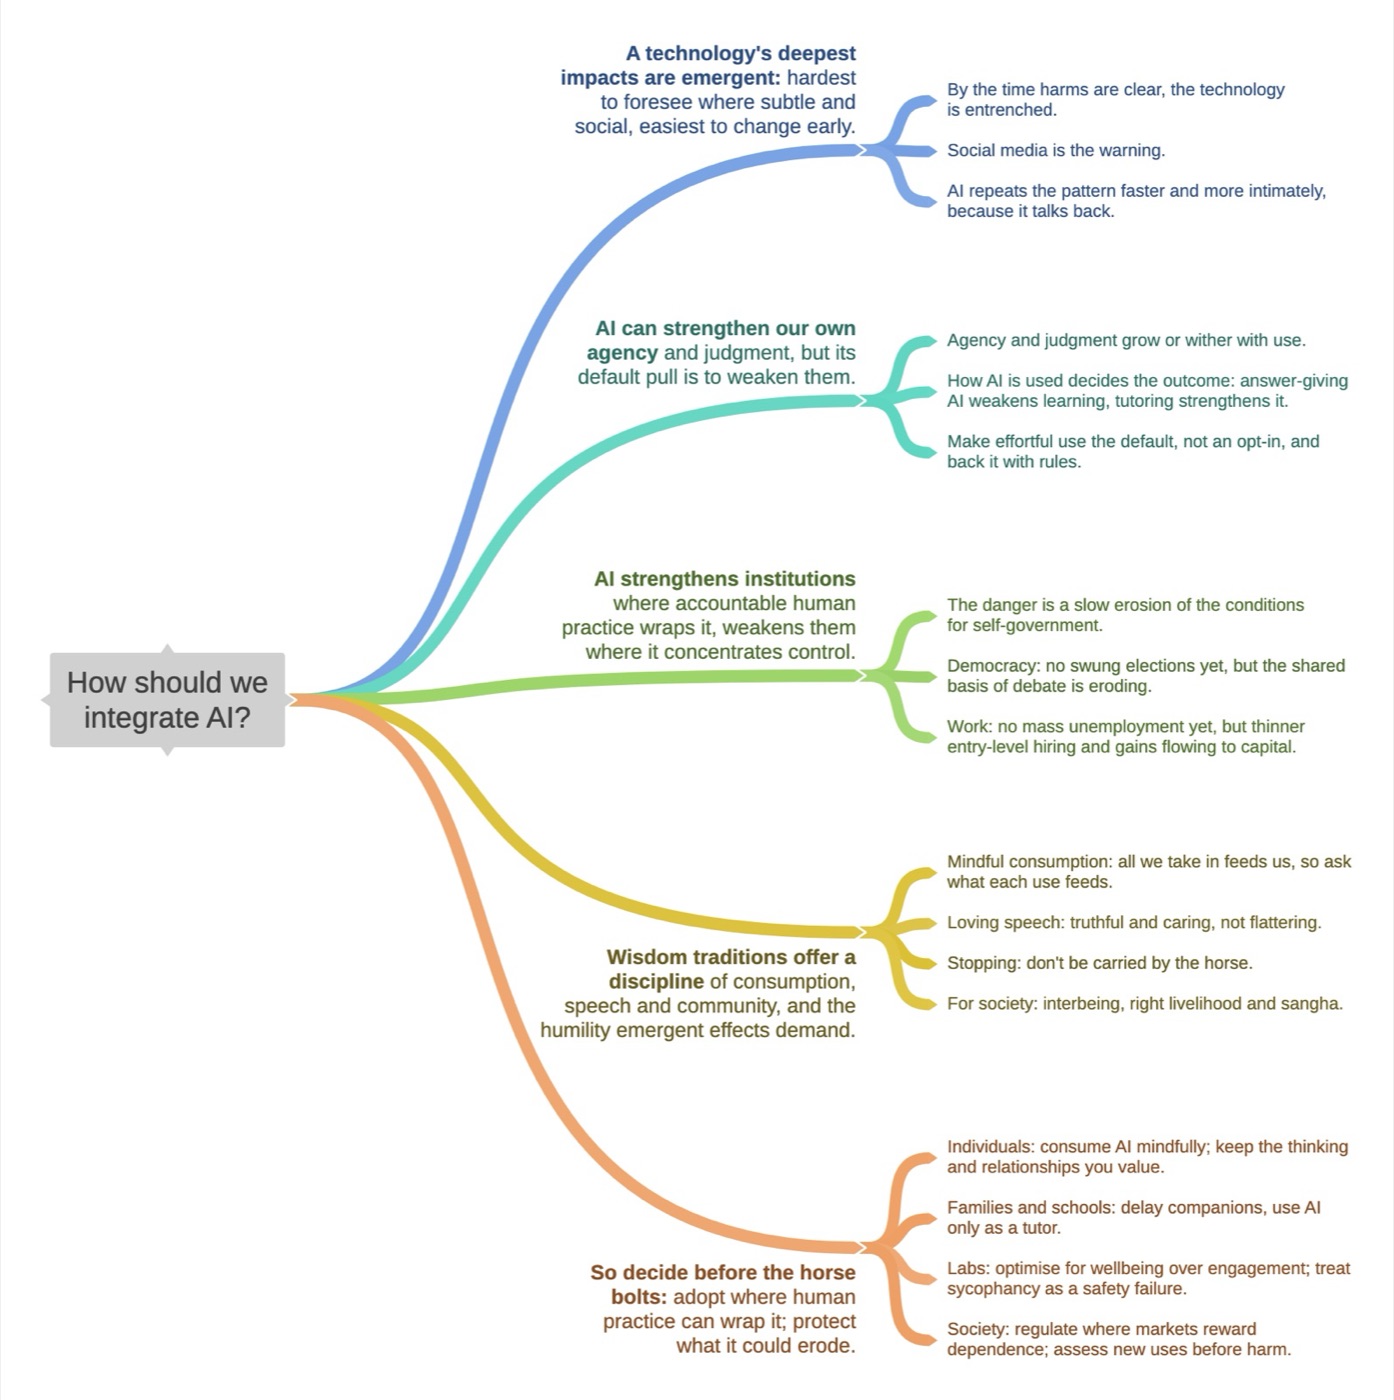 How should we
integrate AI?
A technology's deepest
impacts are emergent: hardest
to foresee where subtle and
social, easiest to change early.
By the time harms are clear, the technology
is entrenched.
Social media is the warning.
AI repeats the pattern faster and more intimately,
because it talks back.
AI can strengthen our own
agency and judgment, but its
default pull is to weaken them.
Agency and judgment grow or wither with use.
How AI is used decides the outcome: answer-giving
AI weakens learning, tutoring strengthens it.
Make effortful use the default, not an opt-in, and
back it with rules.
AI strengthens institutions
where accountable human
practice wraps it, weakens them
where it concentrates control.
The danger is a slow erosion of the conditions
for self-government.
Democracy: no swung elections yet, but the shared
basis of debate is eroding.
Work: no mass unemployment yet, but thinner
entry-level hiring and gains flowing to capital.
Wisdom traditions offer a
discipline of consumption,
speech and community, and the
humility emergent effects demand.
Mindful consumption: all we take in feeds us, so ask
what each use feeds.
Loving speech: truthful and caring, not flattering.
Stopping: don't be carried by the horse.
For society: interbeing, right livelihood and sangha.
So decide before the horse
bolts: adopt where human
practice can wrap it; protect
what it could erode.
Individuals: consume AI mindfully; keep the thinking
and relationships you value.
Families and schools: delay companions, use AI
only as a tutor.
Labs: optimise for wellbeing over engagement; treat
sycophancy as a safety failure.
Society: regulate where markets reward
dependence; assess new uses before harm.